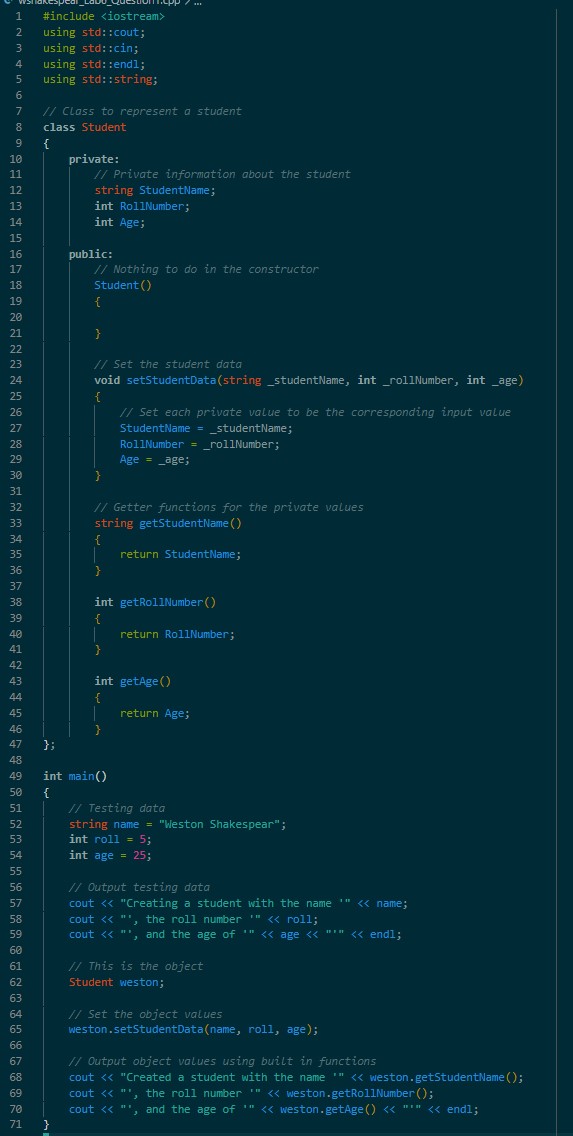 wshakespear_Lab6_Question1.cpp > ...
1 #include <iostream>
2 using std::cout;
3 using std::cin;
4 using std::endl;
5 using std::string;
6
7 // Class to represent a student
8 class Student
9 {
10     private:
11         // Private information about the student
12         string StudentName;
13         int RollNumber;
14         int Age;
15
16     public:
17         // Nothing to do in the constructor
18         Student()
19         {
20
21         }
22
23         // Set the student data
24         void setStudentData(string _studentName, int _rollNumber, int _age)
25         {
26             // Set each private value to be the corresponding input value
27             StudentName = _studentName;
28             RollNumber = _rollNumber;
29             Age = _age;
30         }
31
32         // Getter functions for the private values
33         string getStudentName()
34         {
35             return StudentName;
36         }
37
38         int getRollNumber()
39         {
40             return RollNumber;
41         }
42
43         int getAge()
44         {
45             return Age;
46         }
47 };
48
49 int main()
50 {
51     // Testing data
52     string name = "Weston Shakespear";
53     int roll = 5;
54     int age = 25;
55
56     // Output testing data
57     cout << "Creating a student with the name '" << name;
58     cout << "', the roll number '" << roll;
59     cout << "', and the age of '" << age << "'" << endl;
60
61     // This is the object
62     Student weston;
63
64     // Set the object values
65     weston.setStudentData(name, roll, age);
66
67     // Output object values using built in functions
68     cout << "Created a student with the name '" << weston.getStudentName();
69     cout << "', the roll number '" << weston.getRollNumber();
70     cout << "', and the age of '" << weston.getAge() << "'" << endl;
71 }